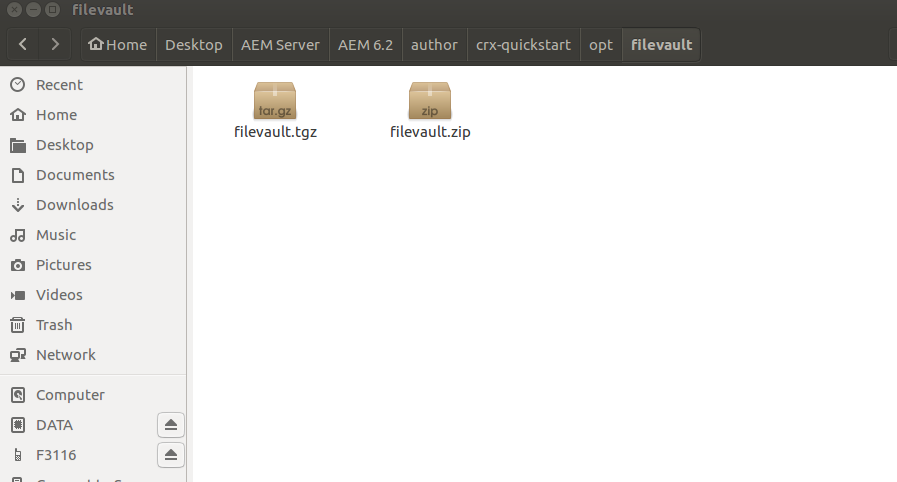 filevault
Home Desktop AEM Server AEM 6.2 author crx-quickstart opt filevault
Recent
Home
Desktop
Documents
Downloads
Music
Pictures
Videos
Trash
Network
Computer
DATA
F3116
tar.gz
filevault.tgz
zip
filevault.zip